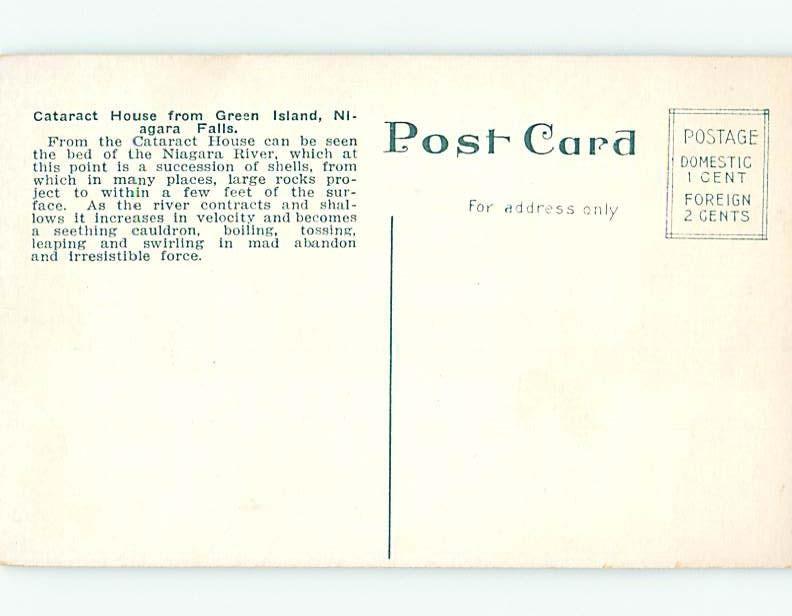 Cataract House from Green Island, Ni-
agara Falls.
From the Cataract House can be seen
the bed of the Niagara River, which at
this point is a succession of shells, from
which in many places, large rocks pro-
ject to within a few feet of the sur-
face. As the river contracts and shal-
lows it increases in velocity and becomes
a seething cauldron, boiling, tossing,
leaping and swirling in mad abandon
and irresistible force.
Post Card
For address only
POSTAGE
DOMESTIC
1 CENT
FOREIGN
2 CENTS